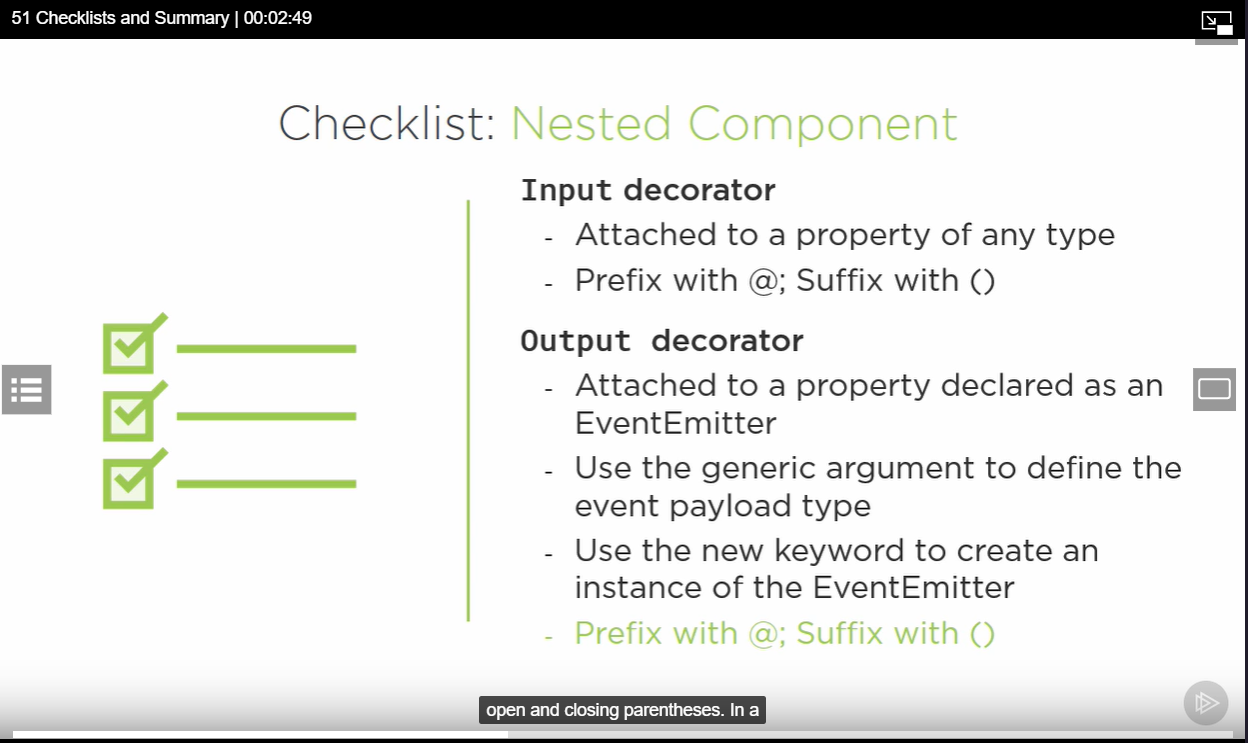 51 Checklists and Summary | 00:02:49
Checklist: Nested Component
Input decorator
- Attached to a property of any type
- Prefix with @; Suffix with ()
Output decorator
- Attached to a property declared as an
EventEmitter
- Use the generic argument to define the
event payload type
- Use the new keyword to create an
instance of the EventEmitter
- Prefix with @; Suffix with ()
open and closing parentheses. In a